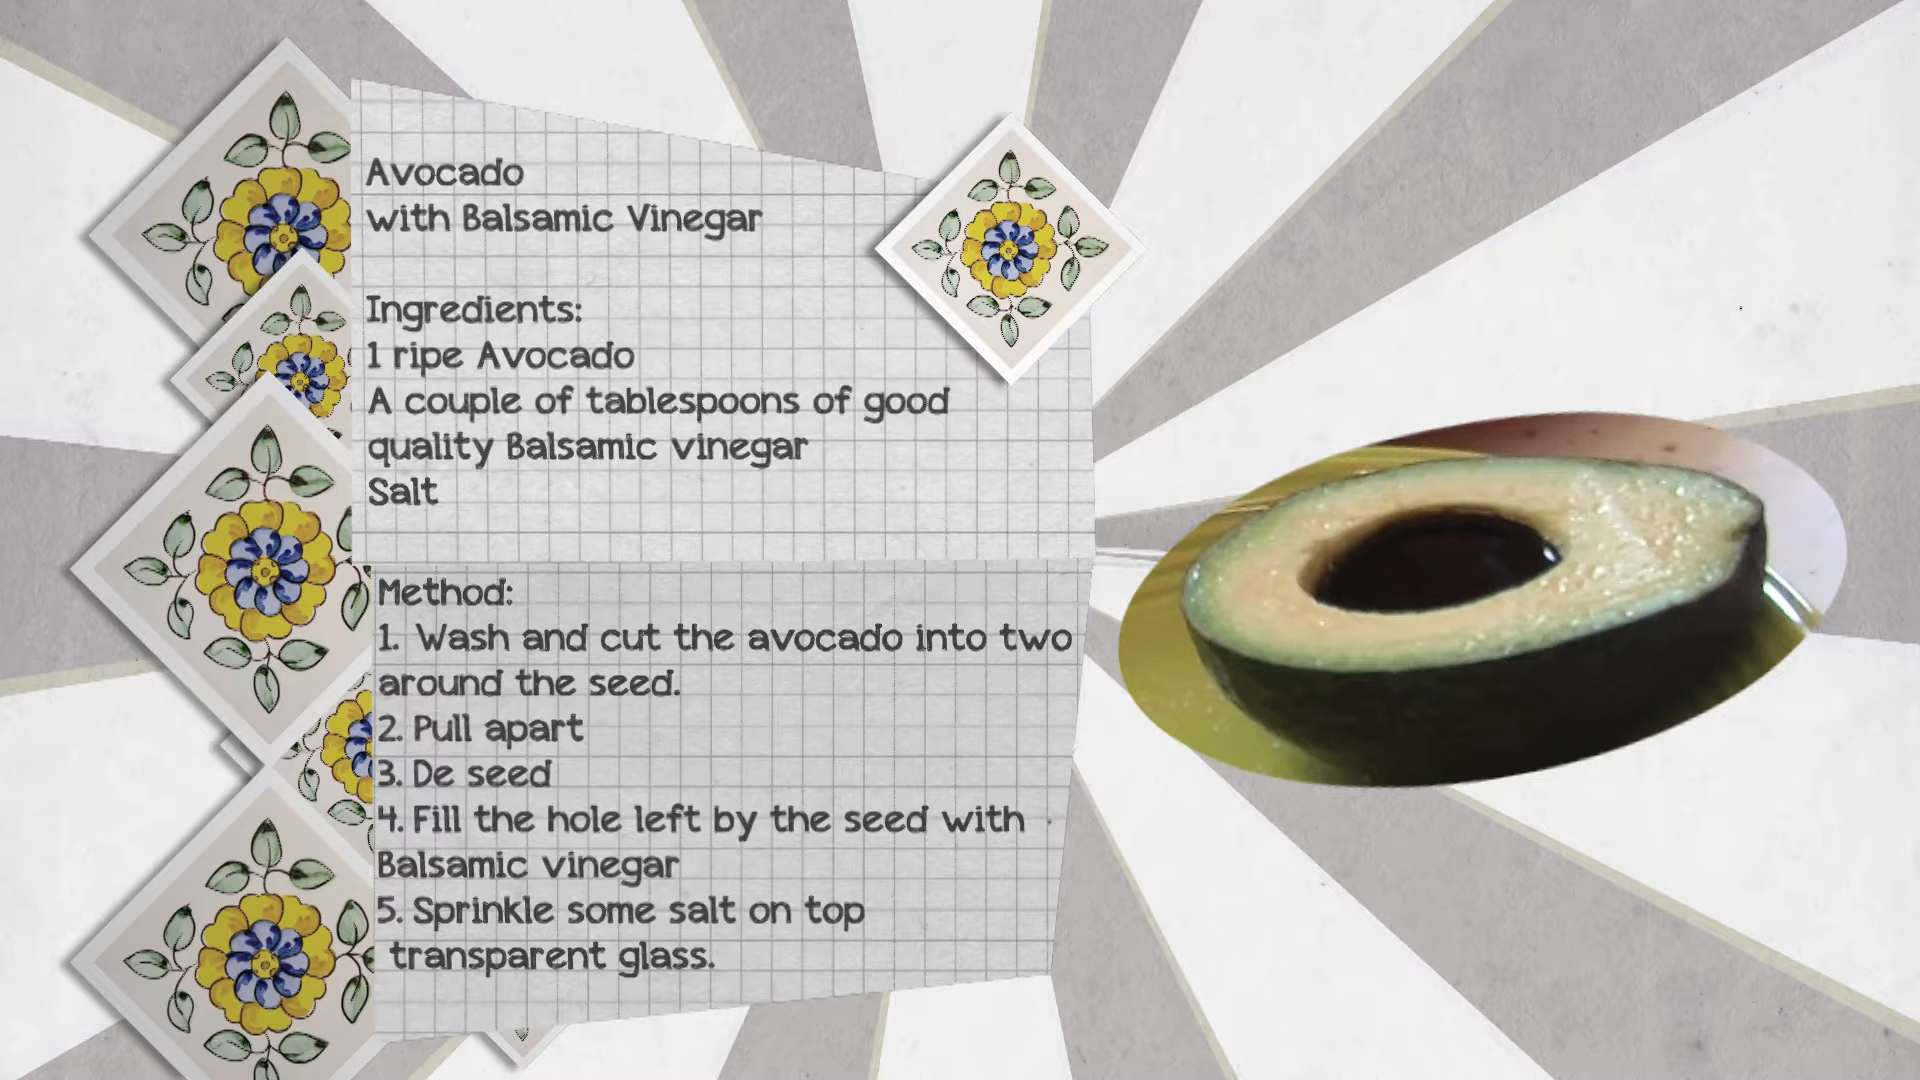 Avocado
with Balsamic Vinegar
Ingredients:
1 ripe Avocado
A couple of tablespoons of good
quality Balsamic vinegar
Salt
Method:
1. Wash and cut the avocado into two
around the seed.
2. Pull apart
3. De seed
4. Fill the hole left by the seed with
Balsamic vinegar
5. Sprinkle some salt on top
transparent glass.